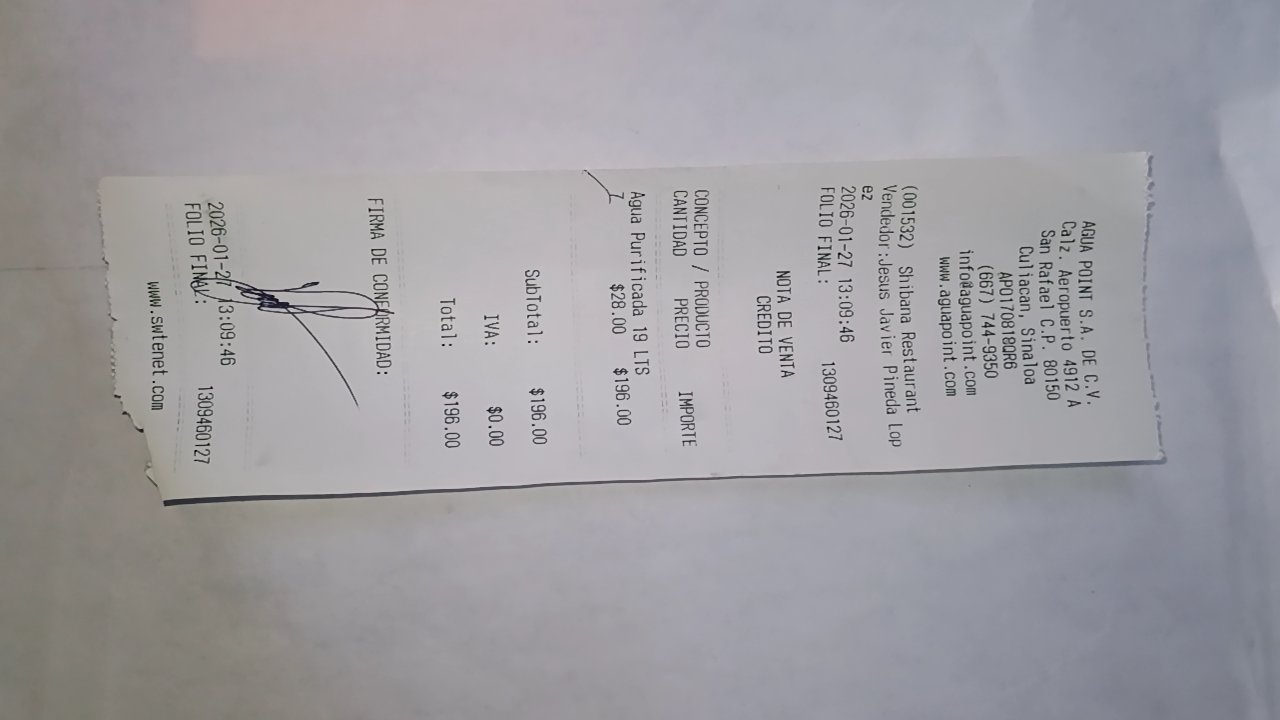 AGUA POINT S.A. DE C.V.
Calz. Aeropuerto 4912 A
San Rafael C.P. 80150
Culiacan, Sinaloa
APO170818QR6
(667) 744-9350
info@aguapoint.com
www.aguapoint.com
(001532) Shibana Restaurant
Vendedor:Jesus Javier Pineda Lop
ez
2026-01-27 13:09:46
FOLIO FINAL: 1309460127
NOTA DE VENTA
CREDITO
CONCEPTO / PRODUCTO
CANTIDAD PRECIO IMPORTE
Agua Purificada 19 LTS
7 $28.00 $196.00
SubTotal: $196.00
IVA: $0.00
Total: $196.00
FIRMA DE CONFORMIDAD:
2026-01-27 13:09:46
FOLIO FINAL: 1309460127
www.swtenet.com